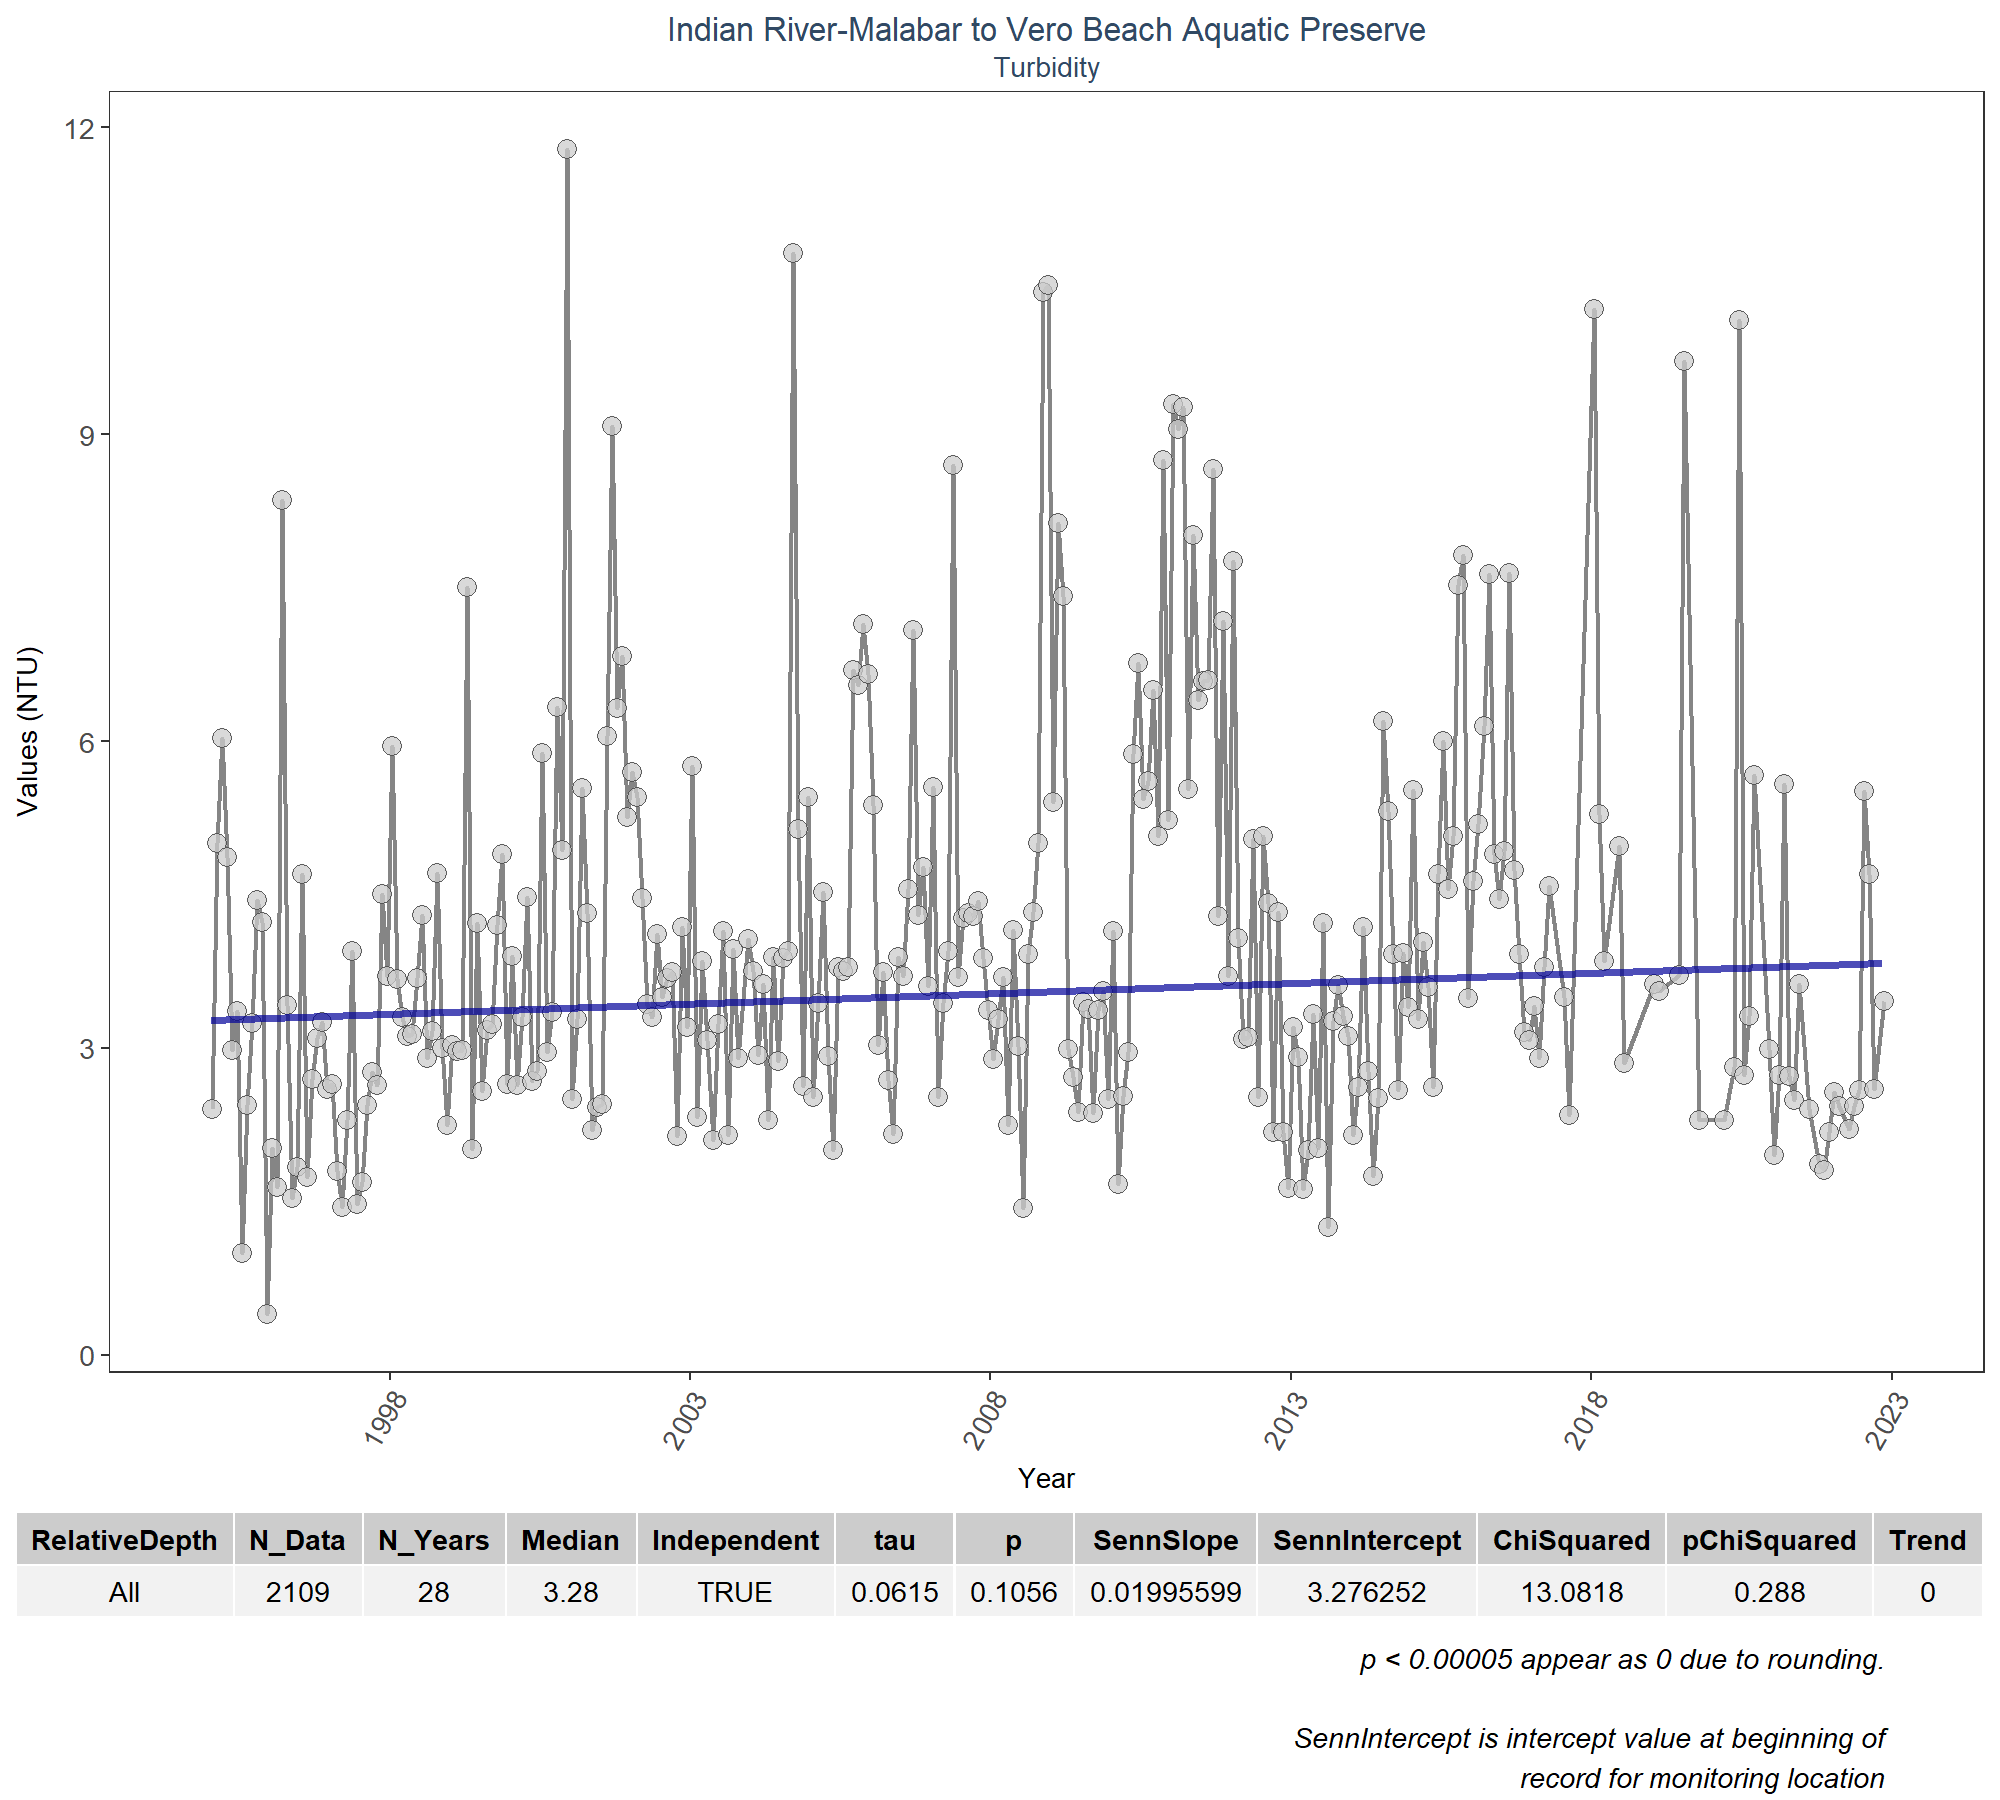 Indian River-Malabar to Vero Beach Aquatic Preserve
Turbidity
12
9
6
3
0
Values (NTU)
1998
2003
2008
2013
2018
2023
Year
RelativeDepth N_Data N_Years Median Independent tau p SennSlope SennIntercept ChiSquared pChiSquared Trend
All 2109 28 3.28 TRUE 0.0615 0.1056 0.01995599 3.276252 13.0818 0.288 0
p < 0.00005 appear as 0 due to rounding.
SennIntercept is intercept value at beginning of
record for monitoring location